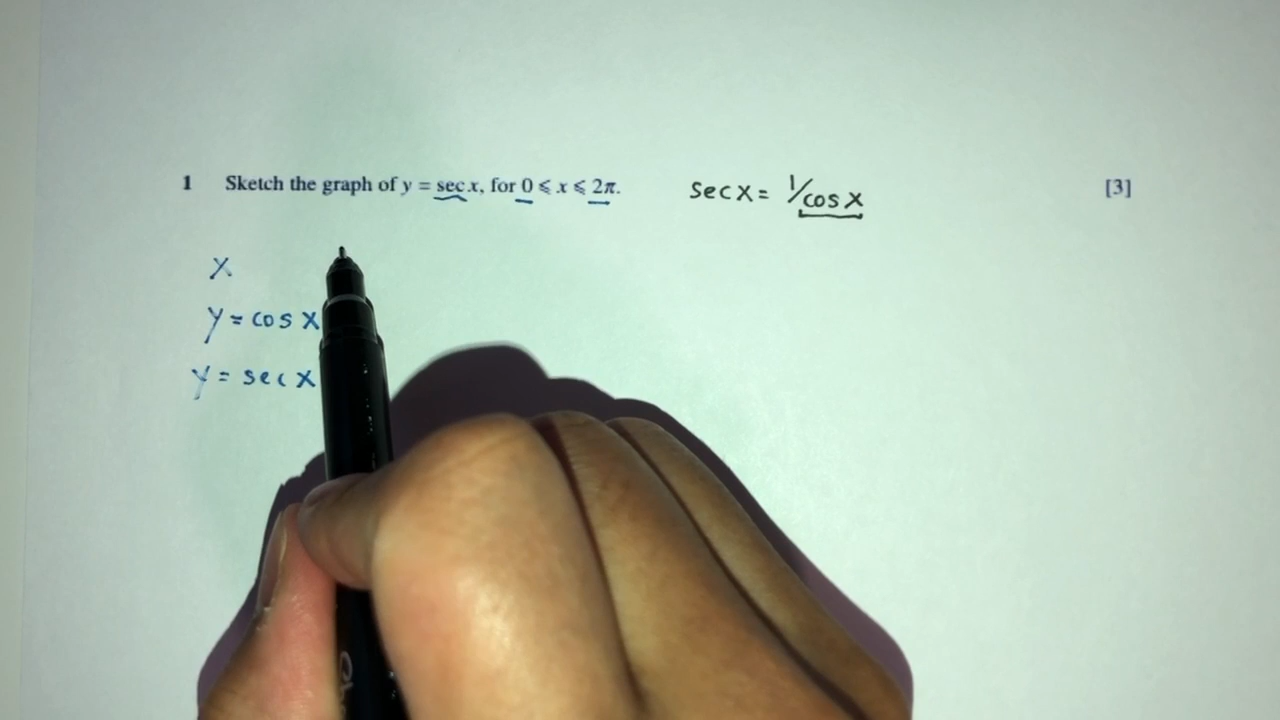 1 Sketch the graph of y = sec x, for 0 ⩽ x ⩽ 2π. sec x = 1/cos x [3]
x
y = cos x
y = sec x